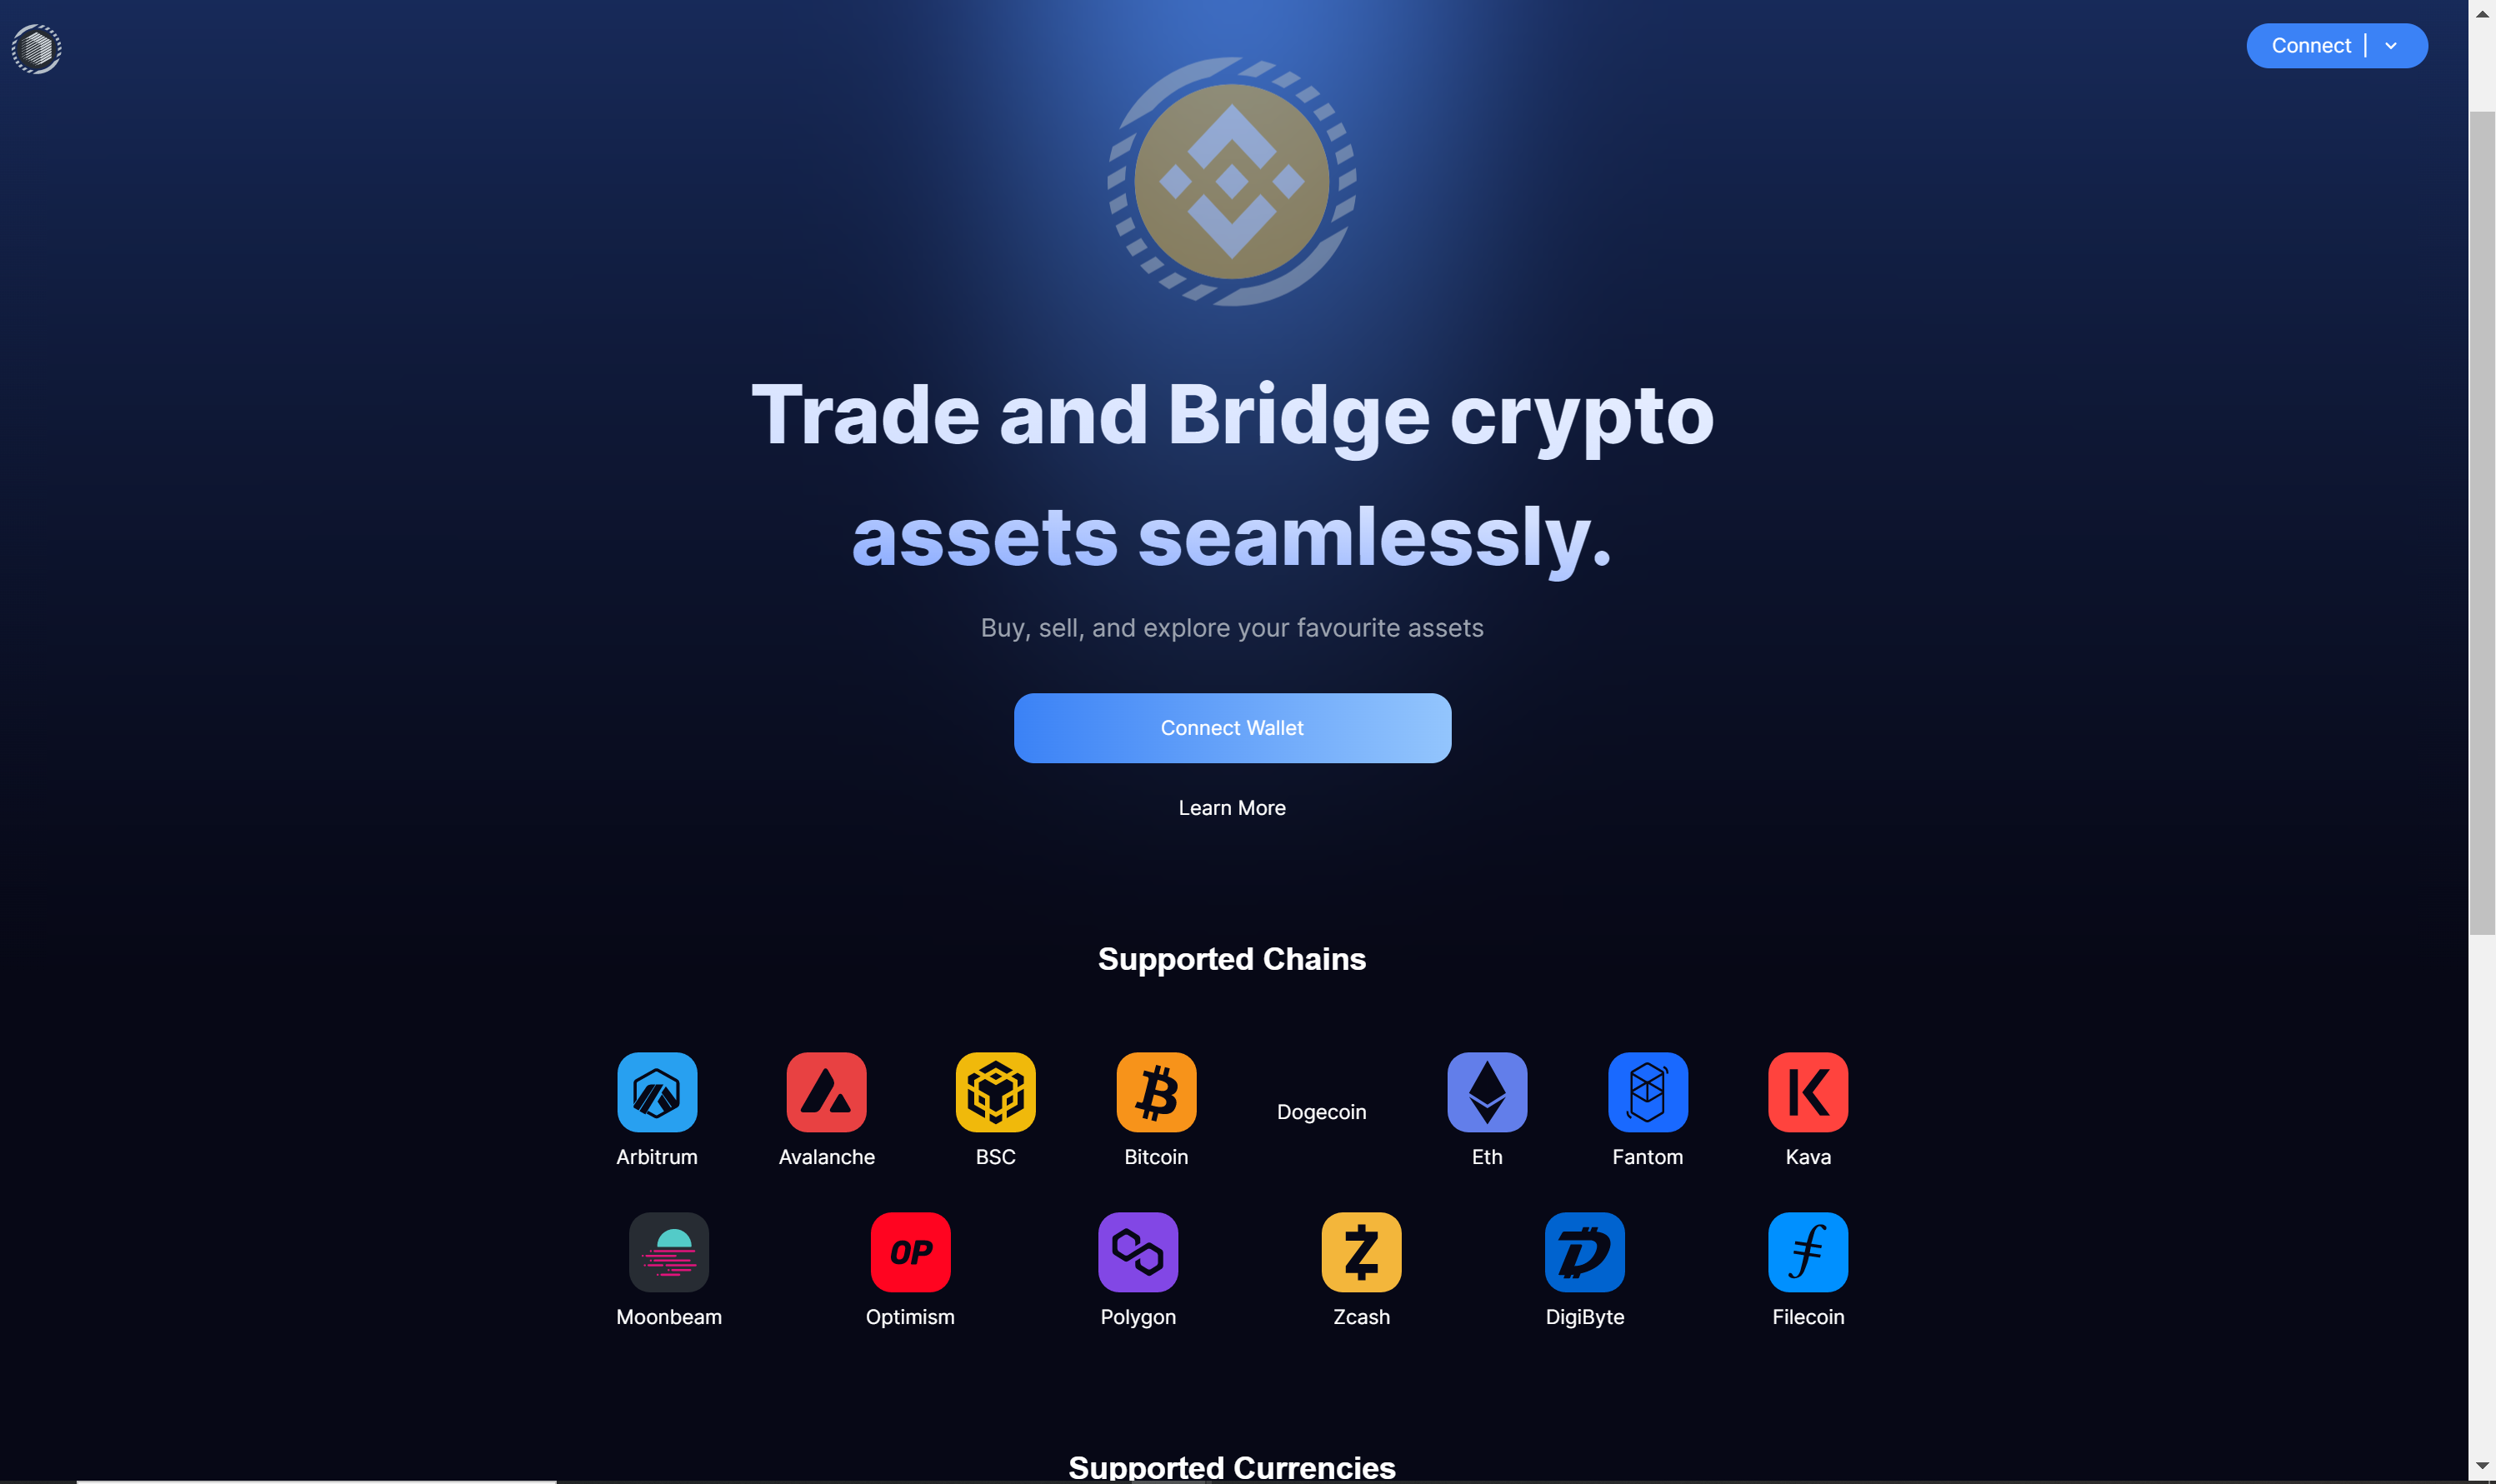 Connect
Trade and Bridge crypto
assets seamlessly.
Buy, sell, and explore your favourite assets
Connect Wallet
Learn More
Supported Chains
Arbitrum Avalanche BSC Bitcoin Dogecoin Eth Fantom Kava
OP
Moonbeam Optimism Polygon Zcash DigiByte Filecoin
Supported Currencies